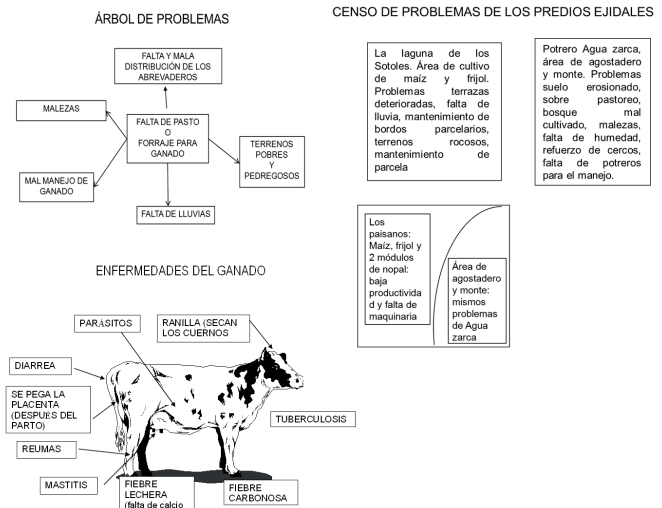 ÁRBOL DE PROBLEMAS
FALTA Y MALA
DISTRIBUCIÓN DE LOS
ABREVADEROS
MALEZAS
FALTA DE PASTO
O
FORRAJE PARA
GANADO
TERRENOS
POBRES
Y
PEDREGOSOS
MAL MANEJO DE
GANADO
FALTA DE LLUVIAS
CENSO DE PROBLEMAS DE LOS PREDIOS EJIDALES
La laguna de los
Sotoles. Área de cultivo
de maíz y frijol.
Problemas terrazas
deterioradas, falta de
lluvia, mantenimiento de
bordos parcelarios,
terrenos rocosos,
mantenimiento de
parcela
Potrero Agua zarca,
área de agostadero
y monte. Problemas
suelo erosionado,
sobre pastoreo,
bosque mal
cultivado, malezas,
falta de humedad,
refuerzo de cercos,
falta de potreros
para el manejo.
Los
paisanos:
Maíz, frijol y
2 módulos
de nopal:
baja
productivida
d y falta de
maquinaria
Área de
agostadero
y monte:
mismos
problemas
de Agua
zarca
ENFERMEDADES DEL GANADO
PARÁSITOS
RANILLA (SECAN
LOS CUERNOS
DIARREA
SE PEGA LA
PLACENTA
(DESPUÉS DEL
PARTO)
TUBERCULOSIS
REUMAS
MASTITIS
FIEBRE
LECHERA
(falta de calcio
FIEBRE
CARBONOSA